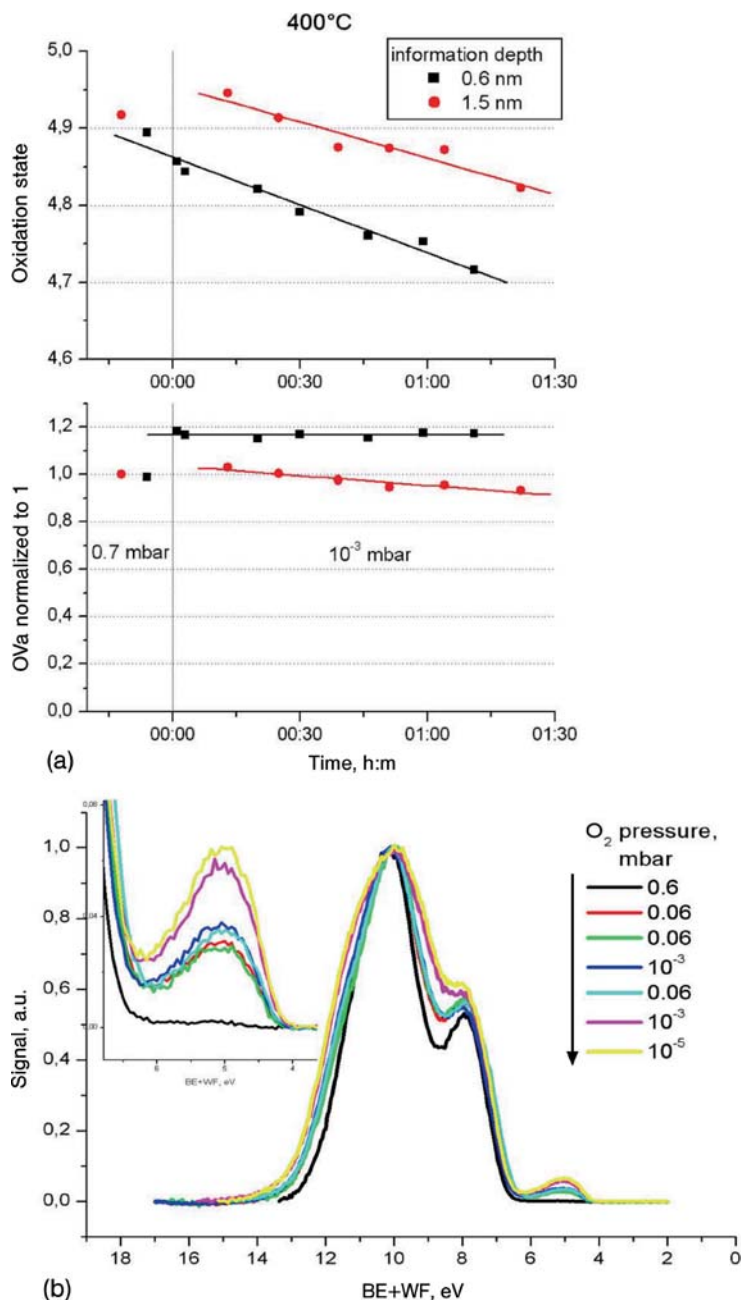 400°C
5,0
4,9
4,8
4,7
4,6
Oxidation state
information depth
0.6 nm
1.5 nm
00:00
00:30
01:00
01:30
1,2
1,0
0,8
0,6
0,4
0,2
0,0
OVa normalized to 1
0.7 mbar
10⁻³ mbar
00:00
00:30
01:00
01:30
(a)
Time, h:m
1,0
0,8
0,6
0,4
0,2
0,0
Signal, a.u.
6
5
4
BE+WF, eV
O₂ pressure,
mbar
0.6
0.06
0.06
10⁻³
0.06
10⁻³
10⁻⁵
18
16
14
12
10
8
6
4
2
0
(b)
BE+WF, eV